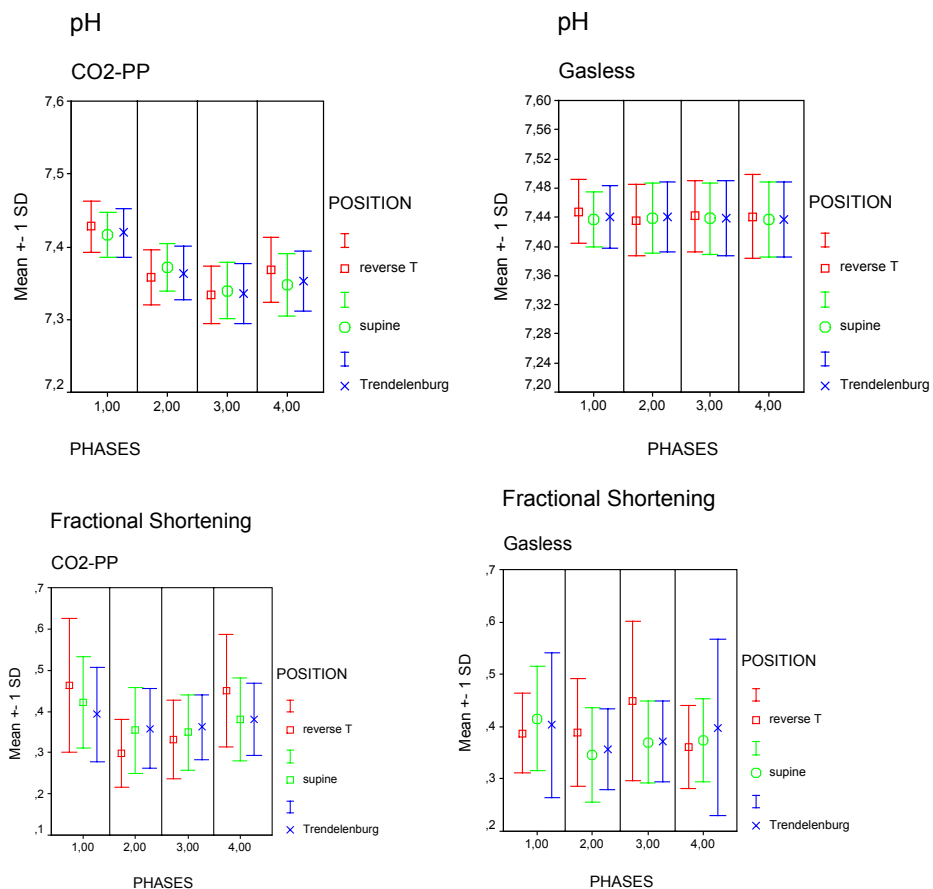 pH
CO2-PP
Mean +- 1 SD
7,6
7,5
7,4
7,3
7,2
1,00 2,00 3,00 4,00
PHASES
POSITION
reverse T
supine
Trendelenburg
pH
Gasless
Mean +- 1 SD
7,60
7,56
7,52
7,48
7,44
7,40
7,36
7,32
7,28
7,24
7,20
1,00 2,00 3,00 4,00
PHASES
POSITION
reverse T
supine
Trendelenburg
Fractional Shortening
CO2-PP
Mean +- 1 SD
,7
,6
,5
,4
,3
,2
,1
1,00 2,00 3,00 4,00
PHASES
POSITION
reverse T
supine
Trendelenburg
Fractional Shortening
Gasless
Mean +- 1 SD
,7
,6
,5
,4
,3
,2
1,00 2,00 3,00 4,00
PHASES
POSITION
reverse T
supine
Trendelenburg